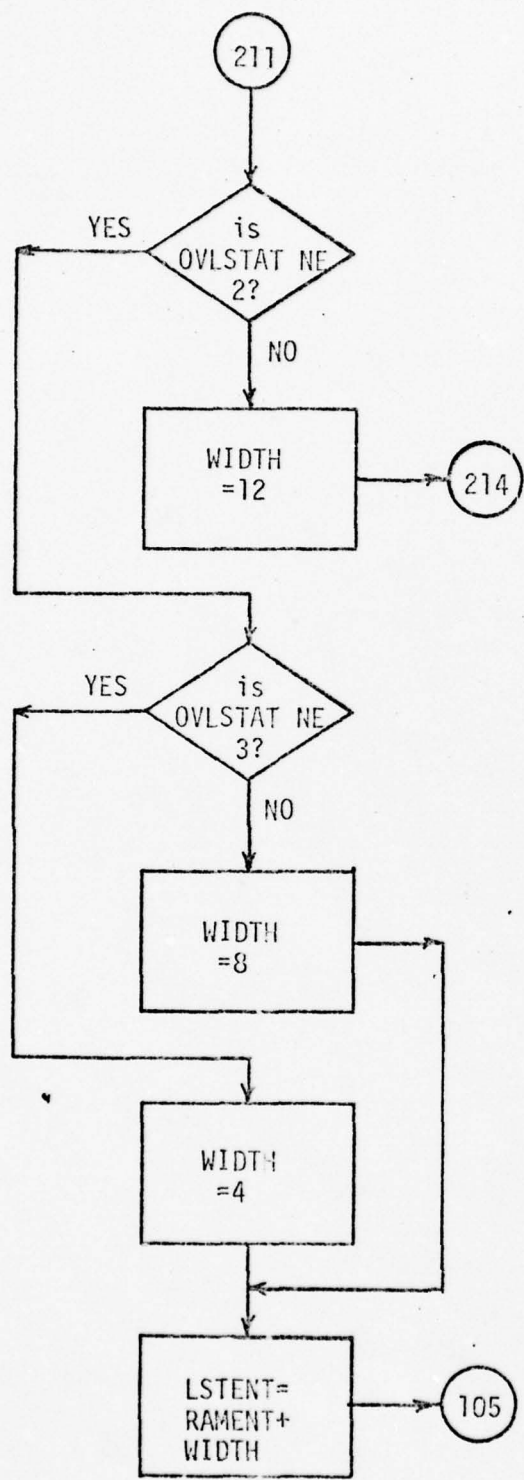 211
YES
is
OVLSTAT NE
2?
NO
WIDTH
=12
214
YES
is
OVLSTAT NE
3?
NO
WIDTH
=8
WIDTH
=4
LSTENT=
RAMENT+
WIDTH
105